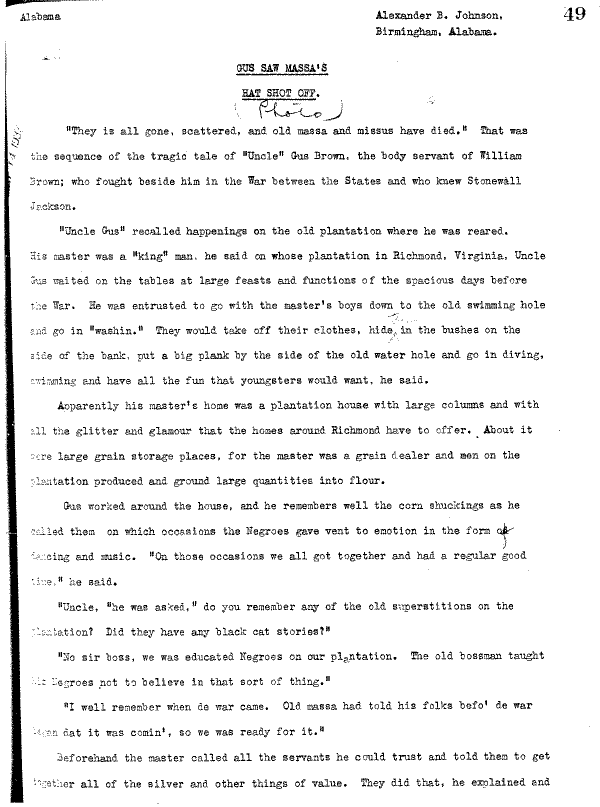 Alabama
Alexander B. Johnson, 49
Birmingham, Alabama.
GUS SAW MASSA'S
HAT SHOT OFF.
(Photo)
"They is all gone, scattered, and old massa and missus have died." That was
the sequence of the tragic tale of "Uncle" Gus Brown, the body servant of William
Brown; who fought beside him in the War between the States and who knew Stonewall
Jackson.
"Uncle Gus" recalled happenings on the old plantation where he was reared.
His master was a "king" man, he said on whose plantation in Richmond, Virginia, Uncle
Gus waited on the tables at large feasts and functions of the spacious days before
the War. He was entrusted to go with the master's boys down to the old swimming hole
and go in "washin." They would take off their clothes, hide in the bushes on the
side of the bank, put a big plank by the side of the old water hole and go in diving,
swimming and have all the fun that youngsters would want, he said.
Apparently his master's home was a plantation house with large columns and with
all the glitter and glamour that the homes around Richmond have to offer. About it
were large grain storage places, for the master was a grain dealer and men on the
plantation produced and ground large quantities into flour.
Gus worked around the house, and he remembers well the corn shuckings as he
called them on which occasions the Negroes gave vent to emotion in the form of
dancing and music. "On those occasions we all got together and had a regular good
time," he said.
"Uncle, "he was asked," do you remember any of the old superstitions on the
plantation? Did they have any black cat stories?"
"No sir boss, we was educated Negroes on our plantation. The old bossman taught
his Negroes not to believe in that sort of thing."
"I well remember when de war came. Old massa had told his folks befo' de war
began dat it was comin', so we was ready for it."
Beforehand the master called all the servants he could trust and told them to get
together all of the silver and other things of value. They did that, he explained and